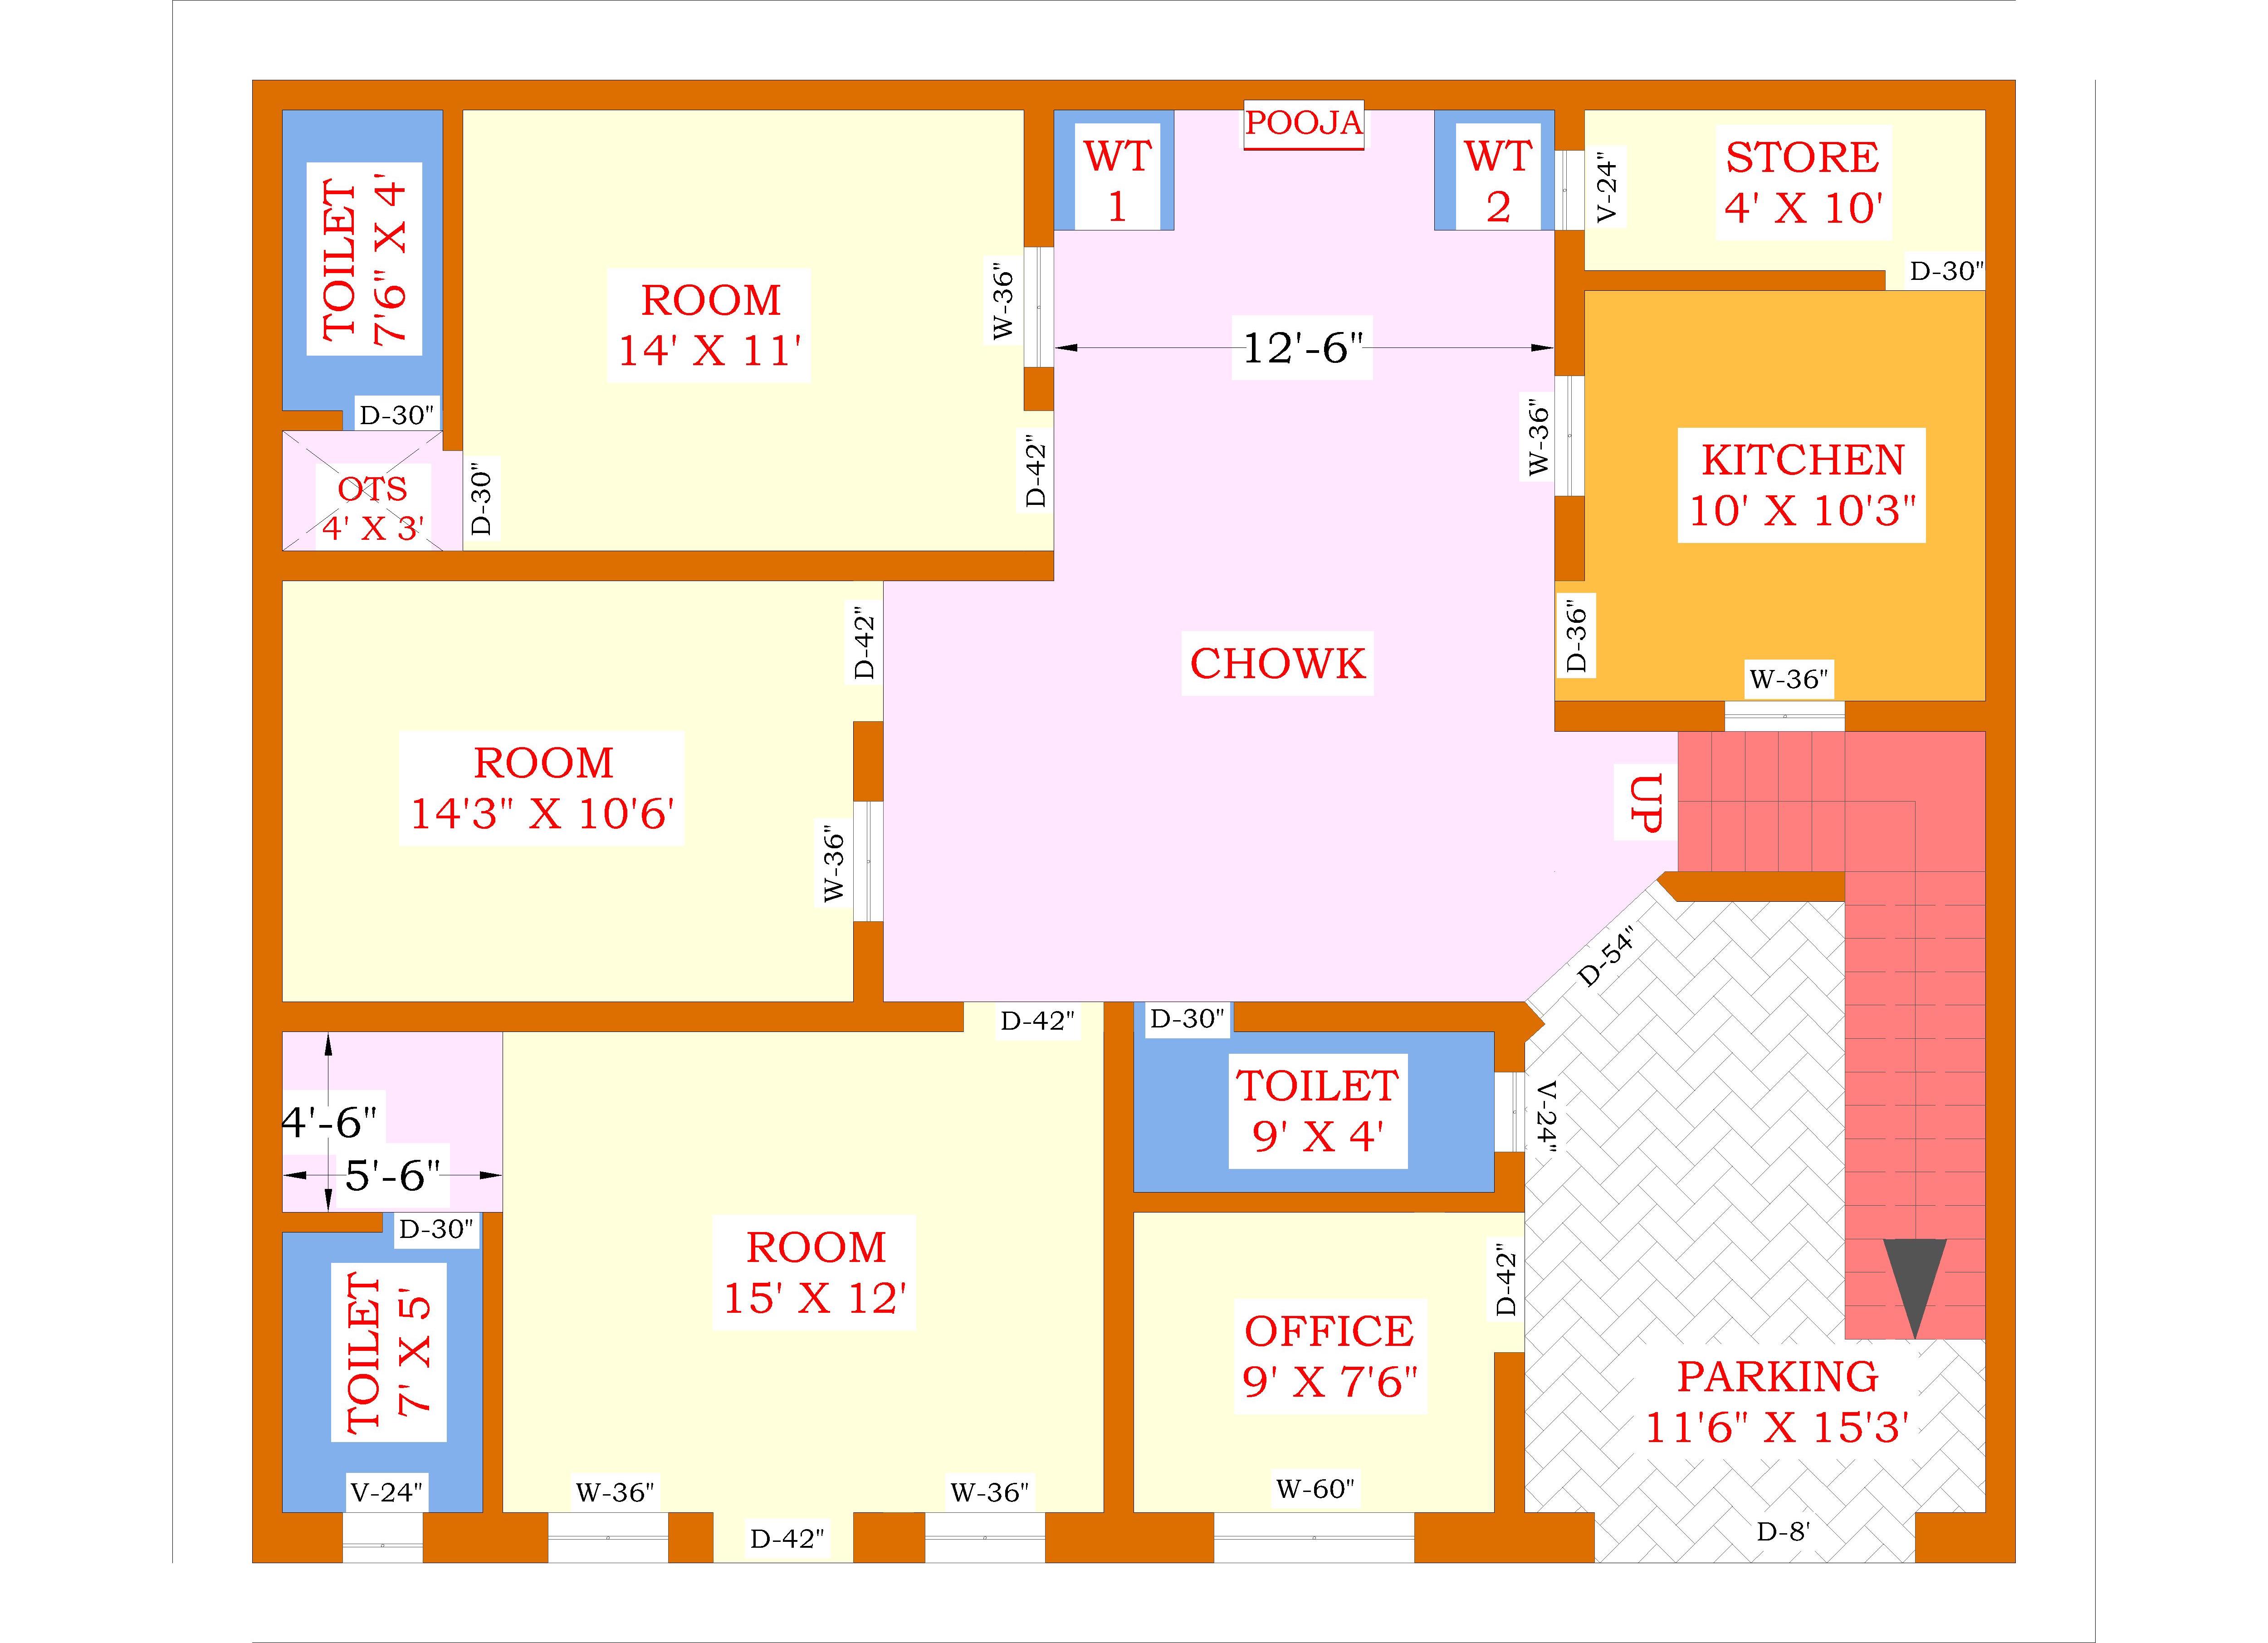 POOJA
WT
1
WT
2
V-24"
STORE
4' X 10'
D-30"
TOILET
7'6" X 4'
ROOM
14' X 11'
W-36"
12'-6"
D-30"
W-36"
D-42"
KITCHEN
10' X 10'3"
OTS
4' X 3'
D-30"
D-42"
CHOWK
D-36"
W-36"
ROOM
14'3" X 10'6'
W-36"
UP
D-54"
D-42"
D-30"
4'-6"
5'-6"
TOILET
9' X 4'
V-24"
D-30"
ROOM
15' X 12'
D-42"
TOILET
7' X 5'
OFFICE
9' X 7'6"
PARKING
11'6" X 15'3'
V-24"
W-36"
W-36"
W-60"
D-42"
D-8'